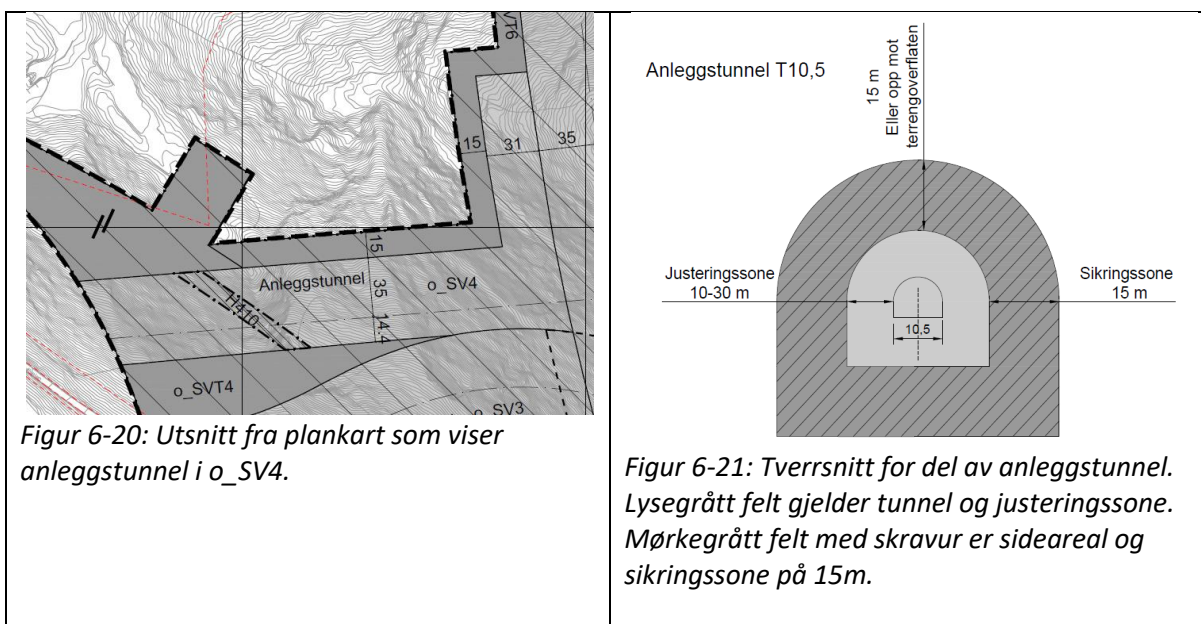 SVT6
15
31
35
15
Anleggstunnel
35
o_SV4
H410
14.4
o_SVT4
o_SV3
Figur 6-20: Utsnitt fra plankart som viser
anleggstunnel i o_SV4.
Anleggstunnel T10,5
15 m
Eller opp mot
terrengoverflaten
Justeringssone
10-30 m
Sikringssone
15 m
10,5
Figur 6-21: Tverrsnitt for del av anleggstunnel.
Lysegrått felt gjelder tunnel og justeringssone.
Mørkegrått felt med skravur er sideareal og
sikringssone på 15m.